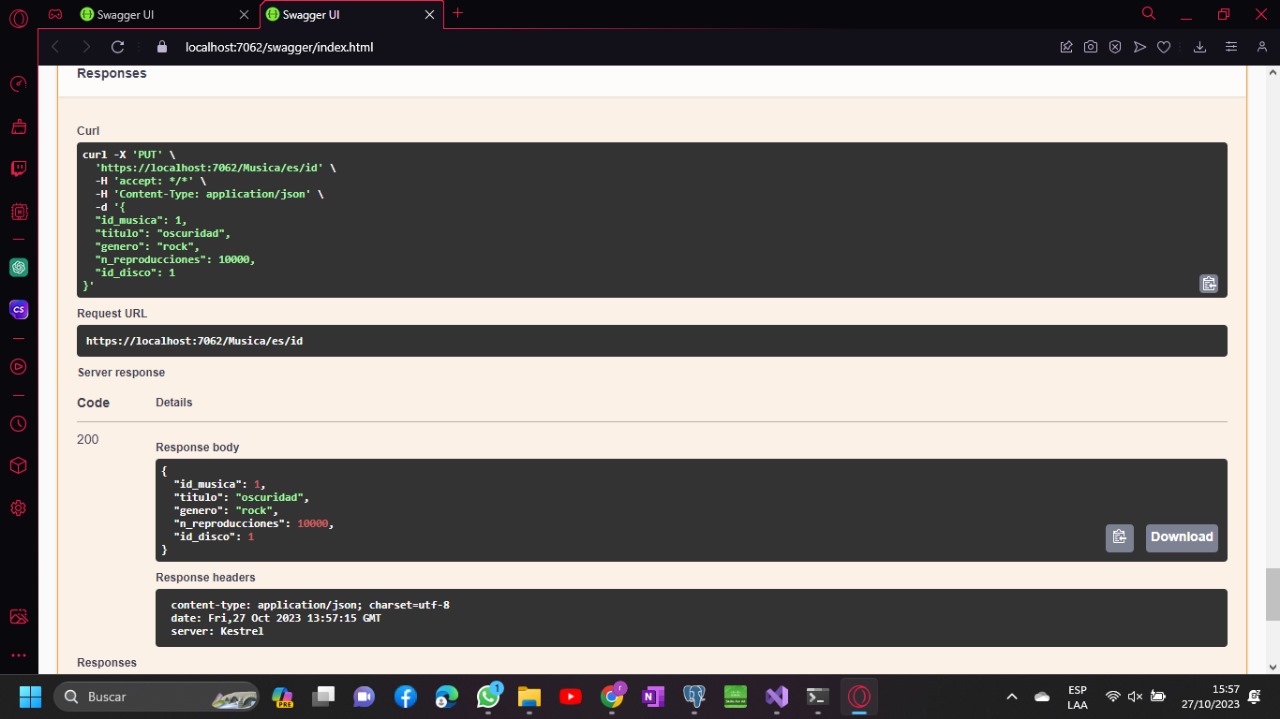 Swagger UI
Swagger UI
localhost:7062/swagger/index.html
Responses
Curl
curl -X 'PUT' \
'https://localhost:7062/Musica/es/id' \
-H 'accept: */*' \
-H 'Content-Type: application/json' \
-d '{
"id_musica": 1,
"titulo": "oscuridad",
"genero": "rock",
"n_reproducciones": 10000,
"id_disco": 1
}'
Request URL
https://localhost:7062/Musica/es/id
Server response
Code Details
200
Response body
{
"id_musica": 1,
"titulo": "oscuridad",
"genero": "rock",
"n_reproducciones": 10000,
"id_disco": 1
}
Download
Response headers
content-type: application/json; charset=utf-8
date: Fri,27 Oct 2023 13:57:15 GMT
server: Kestrel
Responses
CS
Buscar
PRE
1
r
ESP
LAA
15:57
27/10/2023